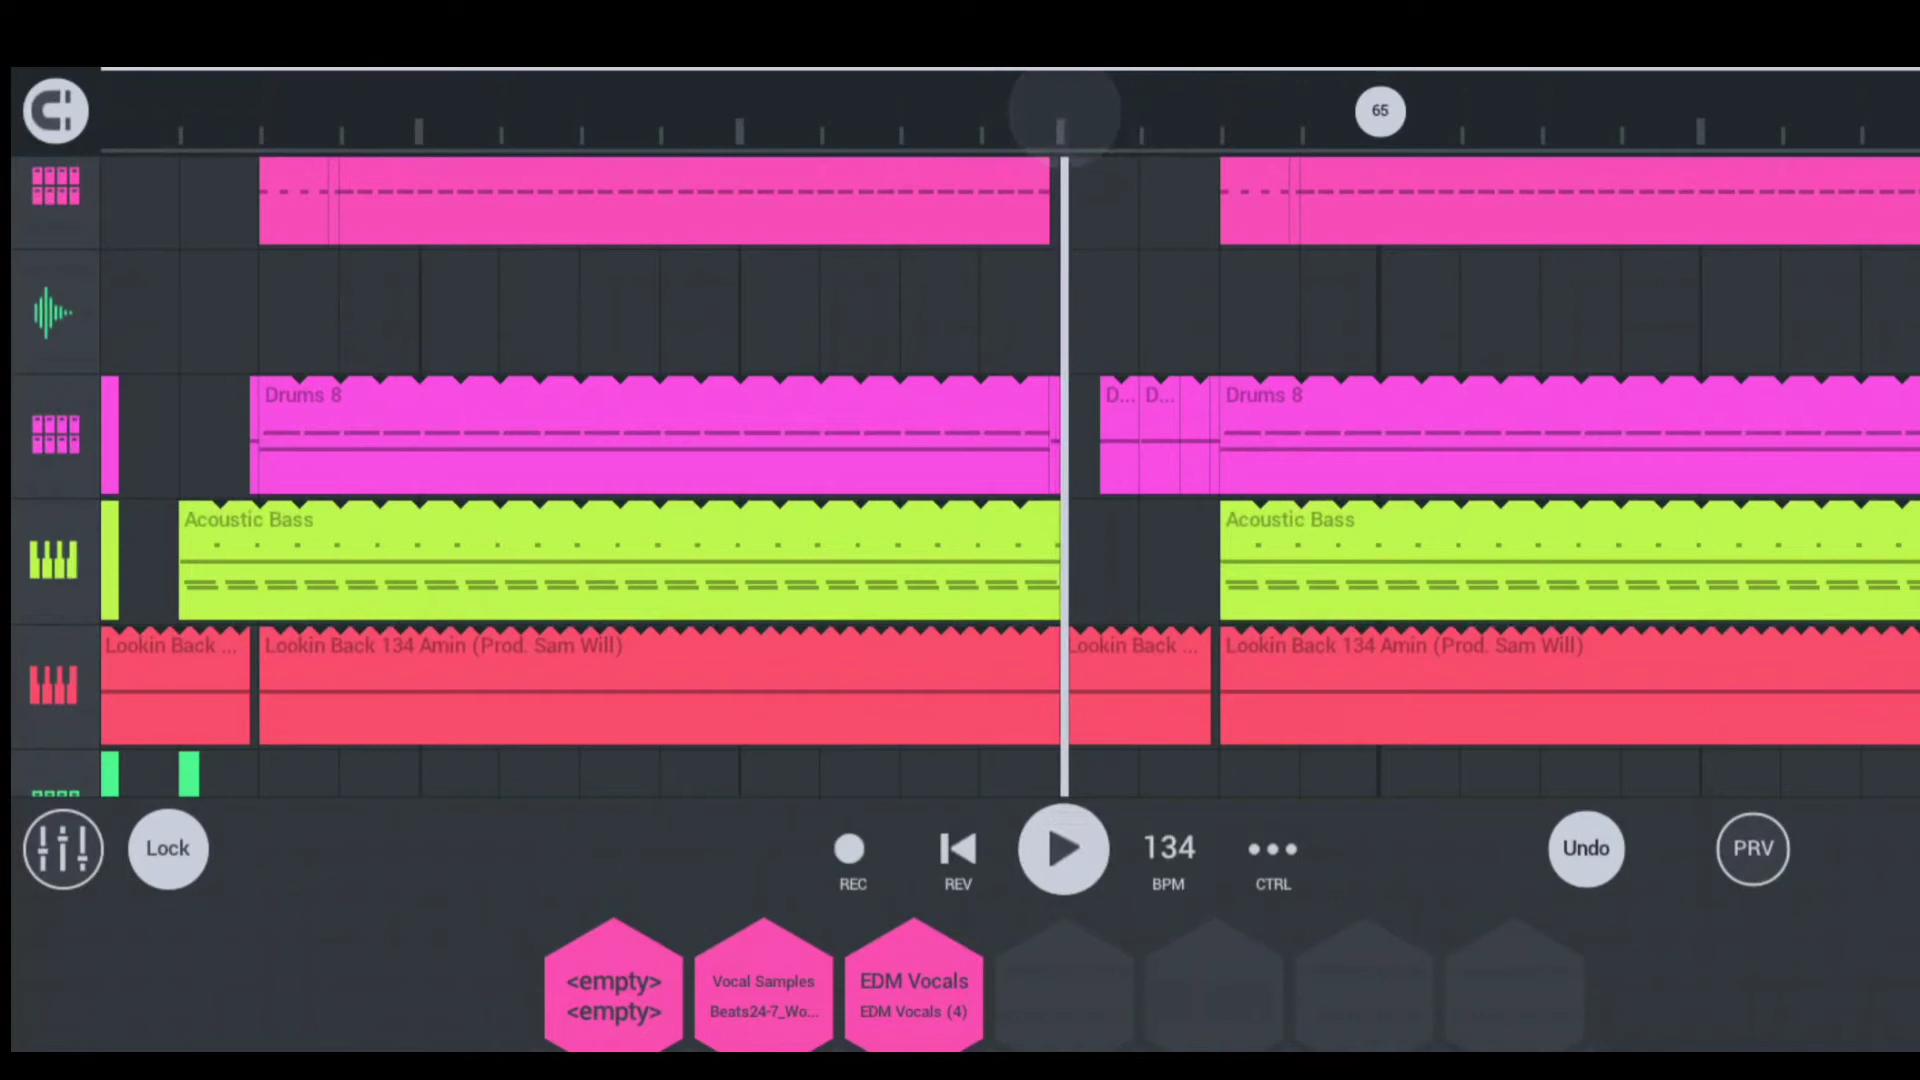 65
Drums 8
D... D...
Drums 8
Acoustic Bass
Acoustic Bass
Lookin Back ...
Lookin Back 134 Amin (Prod. Sam Will)
Lookin Back ...
Lookin Back 134 Amin (Prod. Sam Will)
Lock
REC
REV
134
BPM
CTRL
Undo
PRV
<empty>
<empty>
Vocal Samples
Beats24-7_Wo...
EDM Vocals
EDM Vocals (4)